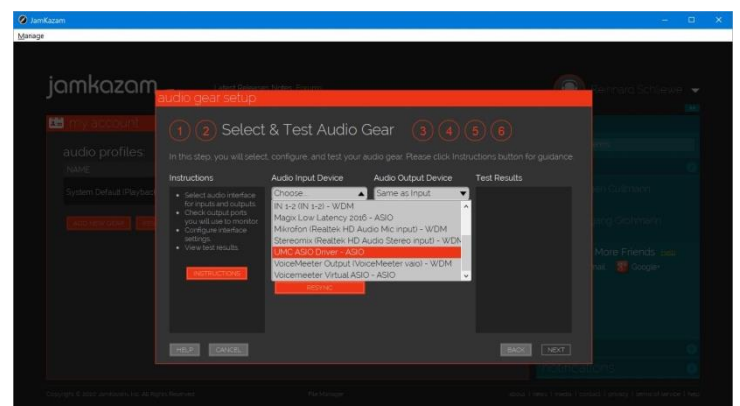 JamKazam
Manage
jamkazam
my account
audio profiles:
NAME
System Default (Playback
audio gear setup
1 2 Select & Test Audio Gear 3 4 5 6
In this step, you will select, configure, and test your audio gear. Please click Instructions button for guidance.
Instructions
Select audio interface
for inputs and outputs.
Check output ports
you will use to monitor.
Configure interface
settings.
View test results.
INSTRUCTIONS
Audio Input Device
Choose...
IN 1-2 (IN 1-2) - WDM
Magix Low Latency 2016 - ASIO
Mikrofon (Realtek HD Audio Mic input) - WDM
Stereomix (Realtek HD Audio Stereo input) - WDM
UMC ASIO Driver - ASIO
VoiceMeeter Output (VoiceMeeter vaio) - WDM
Voicemeeter Virtual ASIO - ASIO
RESYNC
Audio Output Device
Same as Input
Test Results
HELP
CANCEL
BACK
NEXT
More Friends
Google+
notifications